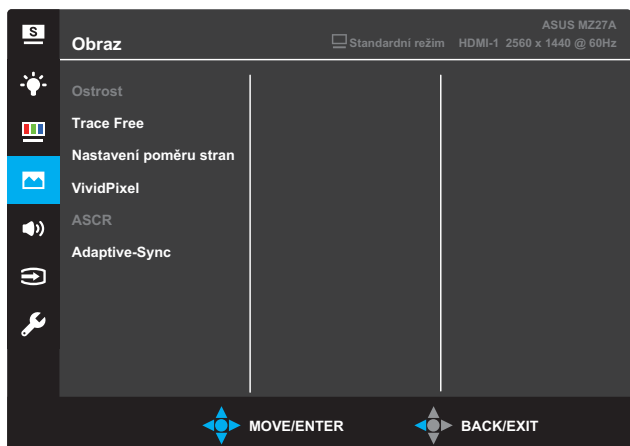 S
ASUS MZ27A
Obraz
Standardní režim HDMI-1 2560 x 1440 @ 60Hz
Ostrost
Trace Free
Nastavení poměru stran
VividPixel
ASCR
Adaptive-Sync
MOVE/ENTER
BACK/EXIT